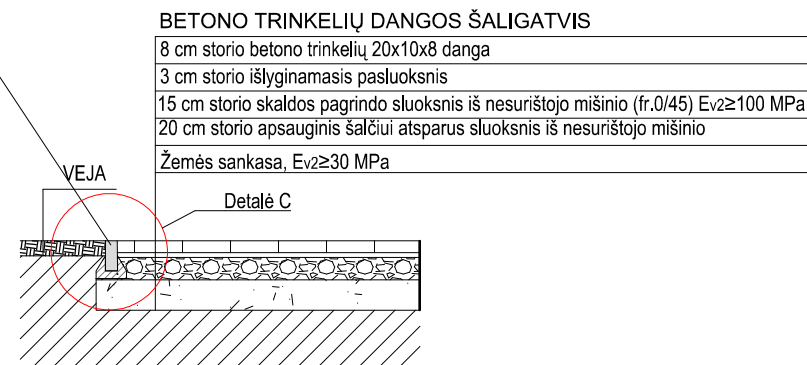 BETONO TRINKELIŲ DANGOS ŠALIGATVIS
8 cm storio betono trinkelių 20x10x8 danga
3 cm storio išlyginamasis pasluoksnis
15 cm storio skaldos pagrindo sluoksnis iš nesurištojo mišinio (fr.0/45) Ev2≥100 MPa
20 cm storio apsauginis šalčiui atsparus sluoksnis iš nesurištojo mišinio
Žemės sankasa, Ev2≥30 MPa
VEJA
Detalė C